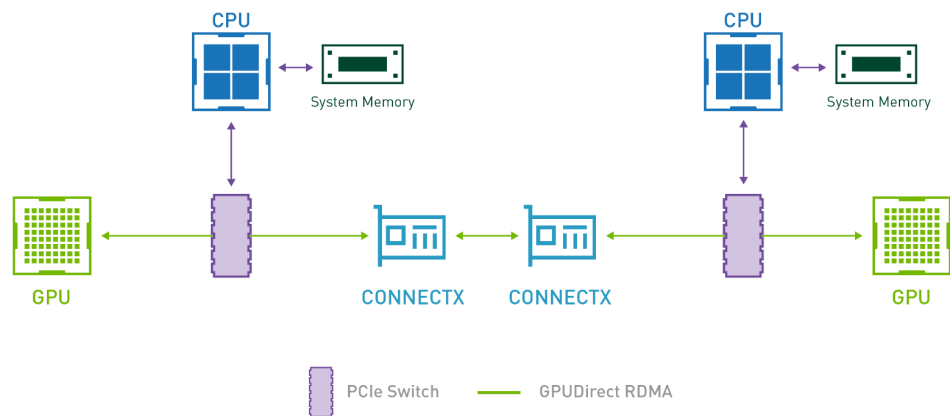 CPU
CPU
System Memory
System Memory
GPU
CONNECTX
CONNECTX
GPU
PCIe Switch
GPUDirect RDMA